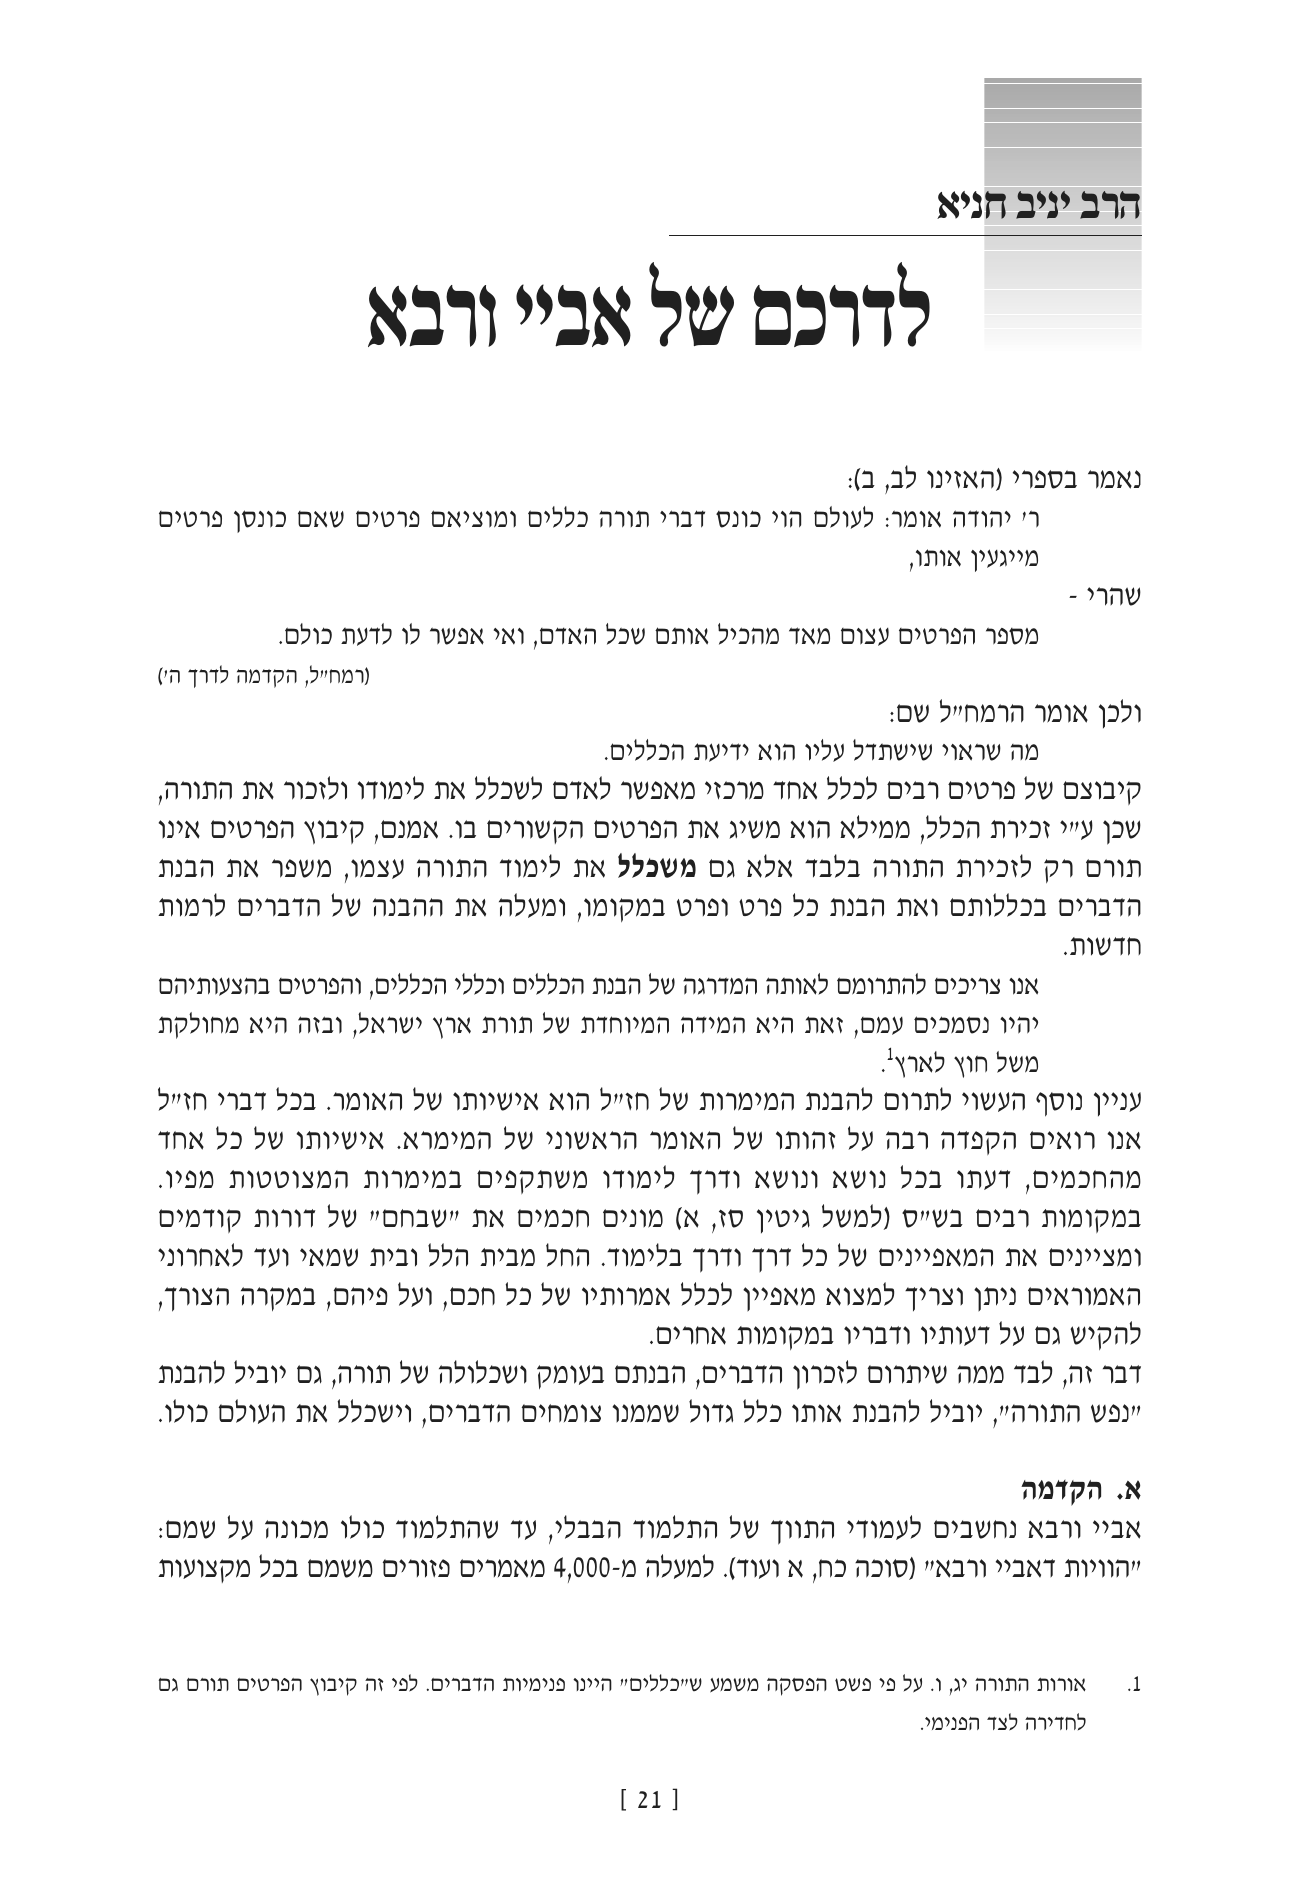 הרב יניב חניא
לדרכם של אביי ורבא
נאמר בספרי (האזינו לב, ב):
ר׳ יהודה אומר: לעולם הוי כונס דברי תורה כללים ומוציאם פרטים שאם כונסן פרטים
מייגעין אותו,
שהרי -
מספר הפרטים עצום מאד מהכיל אותם שכל האדם, ואי אפשר לו לדעת כולם.
(רמח״ל, הקדמה לדרך ה׳)
ולכן אומר הרמח״ל שם:
מה שראוי שישתדל עליו הוא ידיעת הכללים.
קיבוצם של פרטים רבים לכלל אחד מרכזי מאפשר לאדם לשכלל את לימודו ולזכור את התורה,
שכן ע״י זכירת הכלל, ממילא הוא משיג את הפרטים הקשורים בו. אמנם, קיבוץ הפרטים אינו
תורם רק לזכירת התורה בלבד אלא גם משכלל את לימוד התורה עצמו, משפר את הבנת
הדברים בכללותם ואת הבנת כל פרט ופרט במקומו, ומעלה את ההבנה של הדברים לרמות
חדשות.
אנו צריכים להתרומם לאותה המדרגה של הבנת הכללים וכללי הכללים, והפרטים בהצעותיהם
יהיו נסמכים עמם, זאת היא המידה המיוחדת של תורת ארץ ישראל, ובזה היא מחולקת
משל חוץ לארץ1.
עניין נוסף העשוי לתרום להבנת המימרות של חז״ל הוא אישיותו של האומר. בכל דברי חז״ל
אנו רואים הקפדה רבה על זהותו של האומר הראשוני של המימרא. אישיותו של כל אחד
מהחכמים, דעתו בכל נושא ונושא ודרך לימודו משתקפים במימרות המצוטטות מפיו.
במקומות רבים בש״ס (למשל גיטין סז, א) מונים חכמים את ״שבחם״ של דורות קודמים
ומציינים את המאפיינים של כל דרך ודרך בלימוד. החל מבית הלל ובית שמאי ועד לאחרוני
האמוראים ניתן וצריך למצוא מאפיין לכלל אמרותיו של כל חכם, ועל פיהם, במקרה הצורך,
להקיש גם על דעותיו ודבריו במקומות אחרים.
דבר זה, לבד ממה שיתרום לזכרון הדברים, הבנתם בעומק ושכלולה של תורה, גם יוביל להבנת
״נפש התורה״, יוביל להבנת אותו כלל גדול שממנו צומחים הדברים, וישכלל את העולם כולו.
א. הקדמה
אביי ורבא נחשבים לעמודי התווך של התלמוד הבבלי, עד שהתלמוד כולו מכונה על שמם:
״הוויות דאביי ורבא״ (סוכה כח, א ועוד). למעלה מ-4,000 מאמרים פזורים משמם בכל מקצועות
1. אורות התורה יג, ו. על פי פשט הפסקה משמע ש״כללים״ היינו פנימיות הדברים. לפי זה קיבוץ הפרטים תורם גם
לחדירה לצד הפנימי.
[ 21 ]